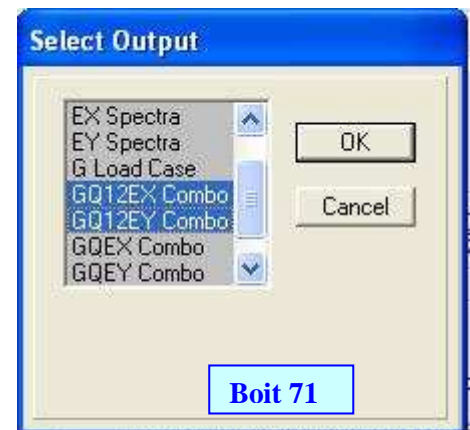 Select Output
EX Spectra
EY Spectra
G Load Case
GQ12EX Combo
GQ12EY Combo
GQEX Combo
GQEY Combo
OK
Cancel
Boit 71